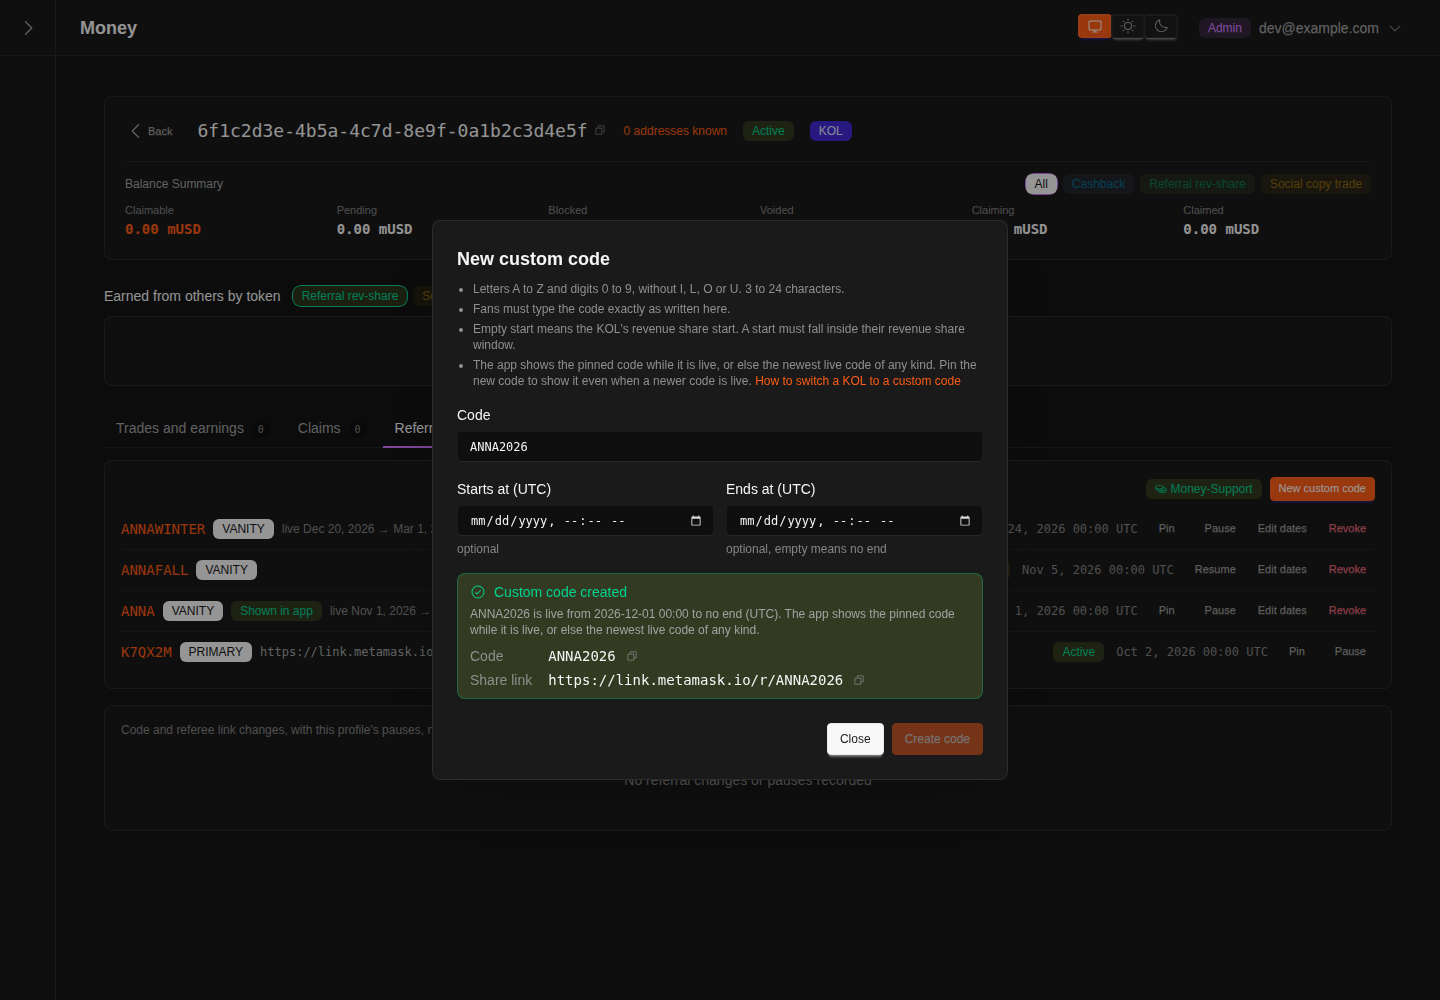 Money
Admin dev@example.com
Back 6f1c2d3e-4b5a-4c7d-8e9f-0a1b2c3d4e5f 0 addresses known Active KOL
Balance Summary All Cashback Referral rev-share Social copy trade
Claimable Pending Blocked Voided Claiming Claimed
0.00 mUSD 0.00 mUSD mUSD 0.00 mUSD
Earned from others by token Referral rev-share
Trades and earnings 0 Claims 0 Referr
Money-Support New custom code
ANNAWINTER VANITY live Dec 20, 2026 → Mar 1, 24, 2026 00:00 UTC Pin Pause Edit dates Revoke
ANNAFALL VANITY Nov 5, 2026 00:00 UTC Resume Edit dates Revoke
ANNA VANITY Shown in app live Nov 1, 2026 → 1, 2026 00:00 UTC Pin Pause Edit dates Revoke
K7QX2M PRIMARY https://link.metamask.io Active Oct 2, 2026 00:00 UTC Pin Pause
Code and referee link changes, with this profile's pauses,
No referral changes or pauses recorded
New custom code
Letters A to Z and digits 0 to 9, without I, L, O or U. 3 to 24 characters.
Fans must type the code exactly as written here.
Empty start means the KOL's revenue share start. A start must fall inside their revenue share
window.
The app shows the pinned code while it is live, or else the newest live code of any kind. Pin the
new code to show it even when a newer code is live. How to switch a KOL to a custom code
Code
ANNA2026
Starts at (UTC) Ends at (UTC)
mm/dd/yyyy, --:-- -- mm/dd/yyyy, --:-- --
optional optional, empty means no end
Custom code created
ANNA2026 is live from 2026-12-01 00:00 to no end (UTC). The app shows the pinned code
while it is live, or else the newest live code of any kind.
Code ANNA2026
Share link https://link.metamask.io/r/ANNA2026
Close Create code